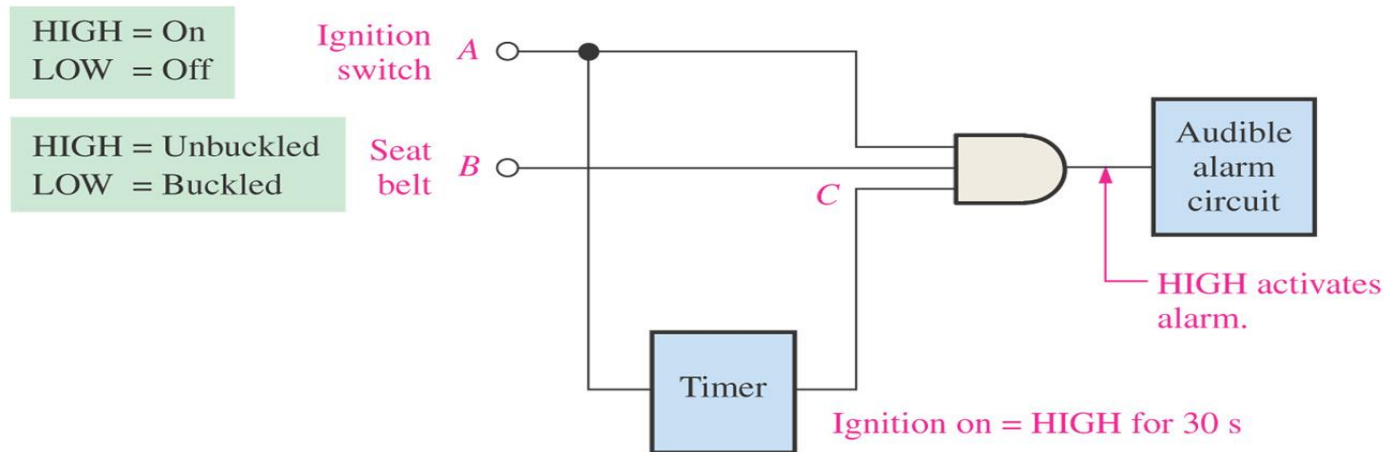 HIGH = On
LOW = Off
Ignition
switch
A
HIGH = Unbuckled
LOW = Buckled
Seat
belt
B
C
Audible
alarm
circuit
HIGH activates
alarm.
Timer
Ignition on = HIGH for 30 s